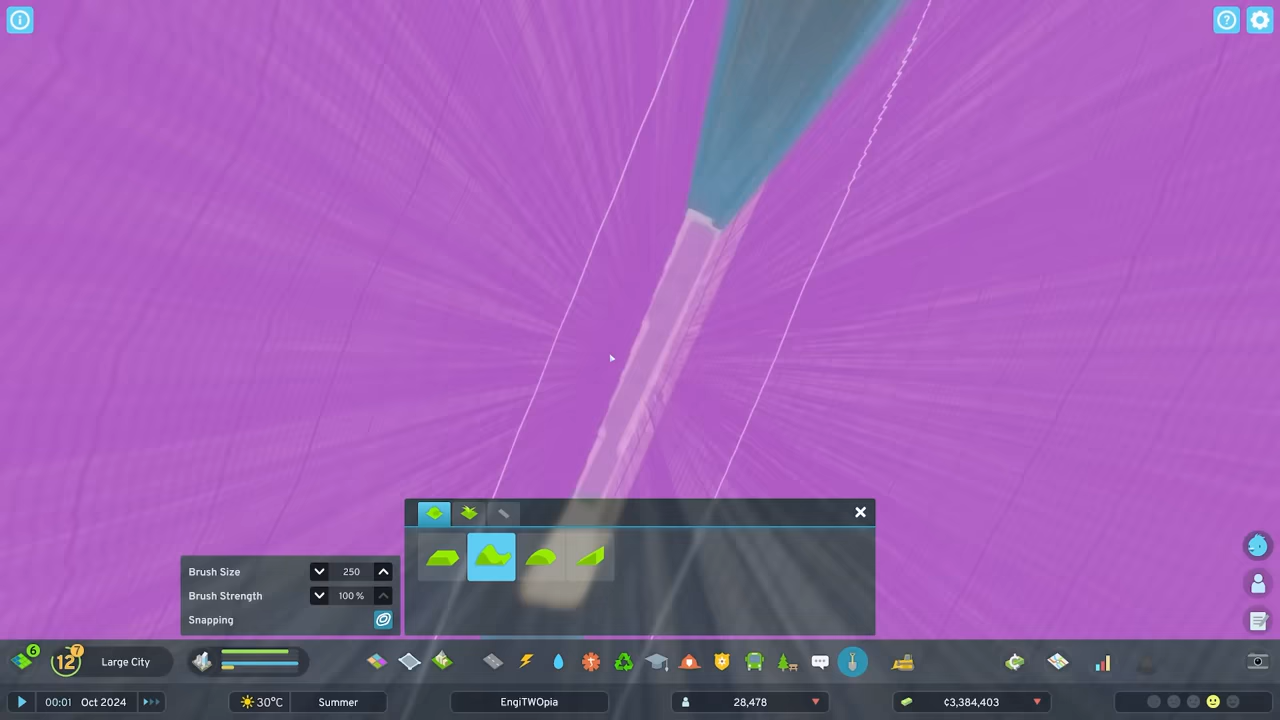 Brush Size
250
Brush Strength
100 %
Snapping
6
12
7
Large City
00:01 Oct 2024
30°C
Summer
EngiTWOpia
28,478
¢3,384,403